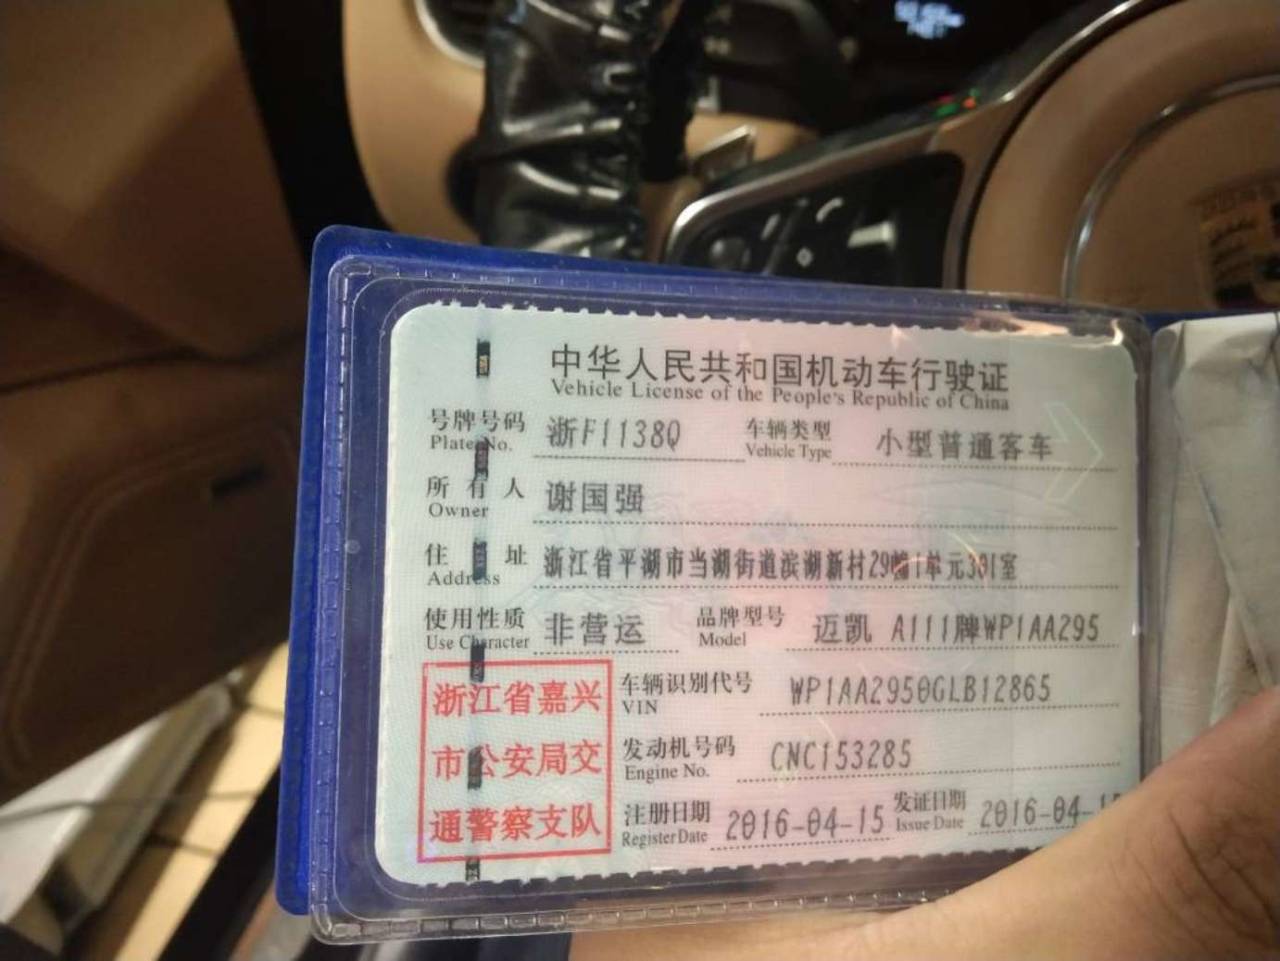 中华人民共和国机动车行驶证
Vehicle License of the People's Republic of China
号牌号码 浙F1138Q 车辆类型 小型普通客车
Plate No. Vehicle Type
所有人 谢国强
Owner
住址 浙江省平湖市当湖街道滨湖新村29幢1单元301室
Address
使用性质 非营运 品牌型号 迈凯 A111牌WP1AA295
Use Character Model
浙江省嘉兴
市公安局交
通警察支队
车辆识别代号 WP1AA2950GLB12865
VIN
发动机号码 CNC153285
Engine No.
注册日期 2016-04-15 发证日期 2016-04-15
Register Date Issue Date